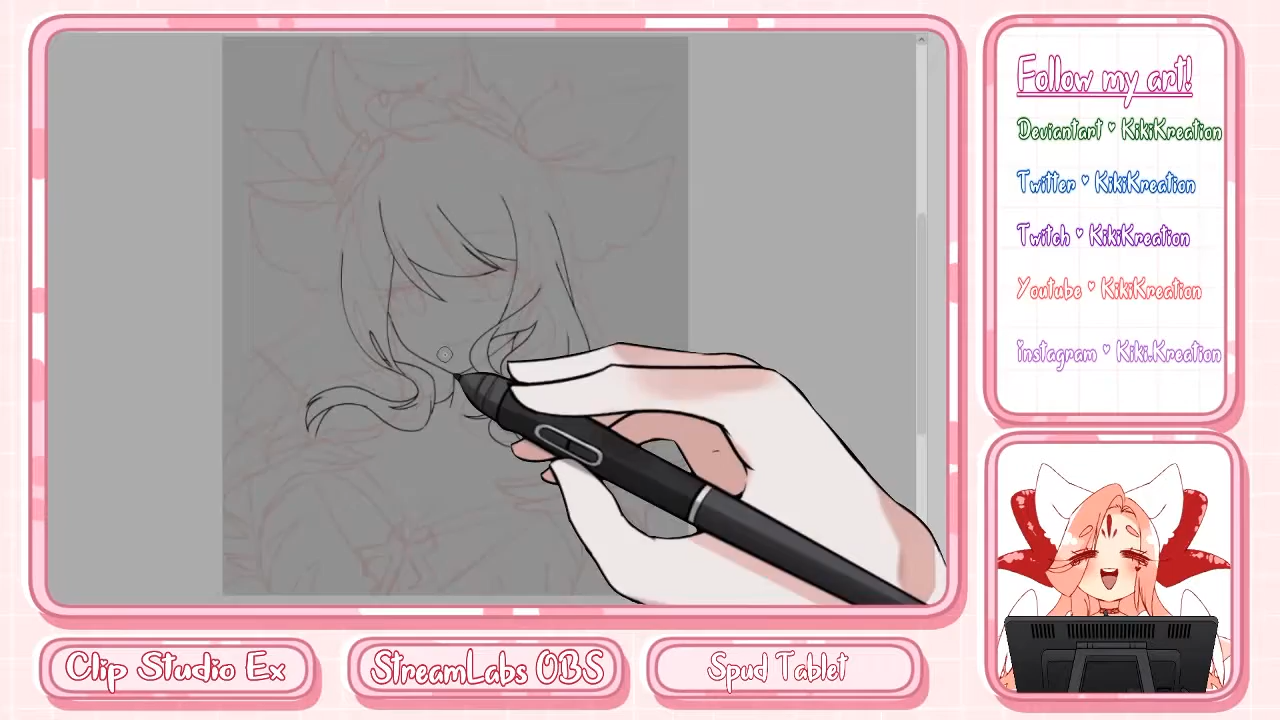 Follow my art!
Deviantart ♥ KikiKreation
Twitter ♥ KikiKreation
Twitch ♥ KikiKreation
Youtube ♥ KikiKreation
instagram ♥ Kiki.Kreation
Clip Studio Ex
StreamLabs OBS
Spud Tablet